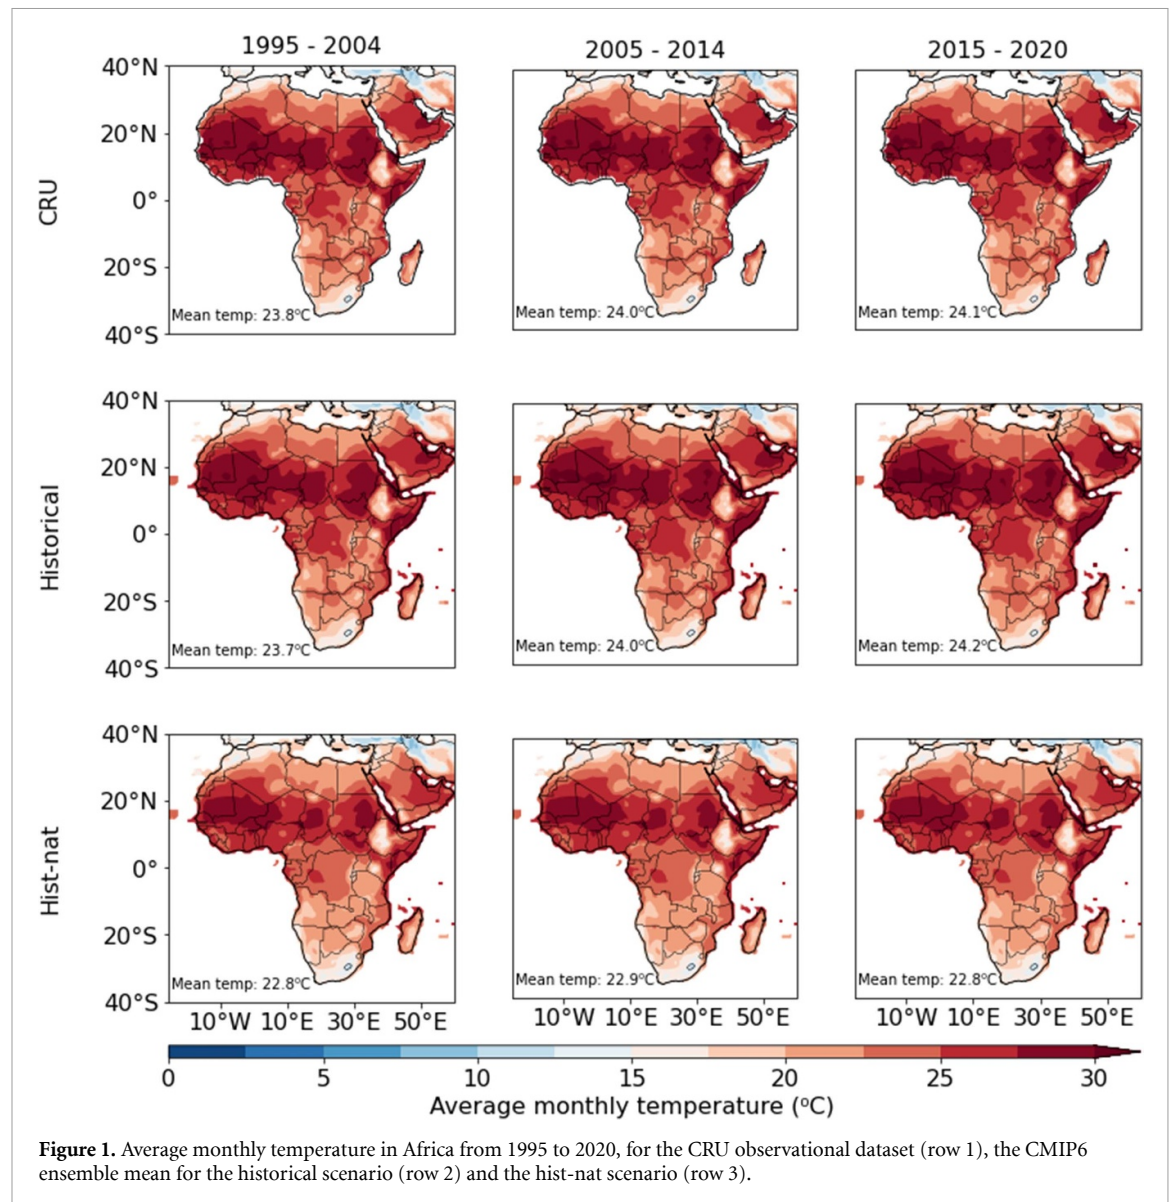 1995 - 2004
2005 - 2014
2015 - 2020
40°N
20°N
0°
20°S
40°S
CRU
Mean temp: 23.8°C
Mean temp: 24.0°C
Mean temp: 24.1°C
40°N
20°N
0°
20°S
40°S
Historical
Mean temp: 23.7°C
Mean temp: 24.0°C
Mean temp: 24.2°C
40°N
20°N
0°
20°S
40°S
Hist-nat
Mean temp: 22.8°C
Mean temp: 22.9°C
Mean temp: 22.8°C
10°W 10°E 30°E 50°E
10°W 10°E 30°E 50°E
10°W 10°E 30°E 50°E
0 5 10 15 20 25 30
Average monthly temperature (°C)
Figure 1. Average monthly temperature in Africa from 1995 to 2020, for the CRU observational dataset (row 1), the CMIP6
ensemble mean for the historical scenario (row 2) and the hist-nat scenario (row 3).